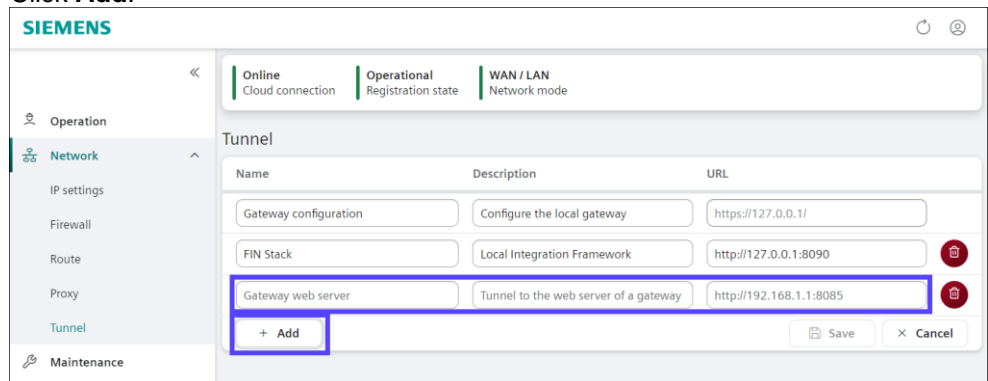 Click Add.
SIEMENS
Online
Cloud connection
Operational
Registration state
WAN / LAN
Network mode
Operation
Network
IP settings
Firewall
Route
Proxy
Tunnel
Maintenance
Tunnel
Name Description URL
Gateway configuration Configure the local gateway https://127.0.0.1/
FIN Stack Local Integration Framework http://127.0.0.1:8090
Gateway web server Tunnel to the web server of a gateway http://192.168.1.1:8085
+ Add Save × Cancel